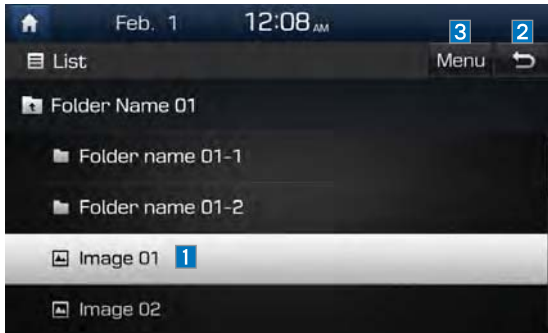 Feb. 1 12:08 AM
3 2
List Menu
Folder Name 01
Folder name 01-1
Folder name 01-2
Image 01 1
Image 02